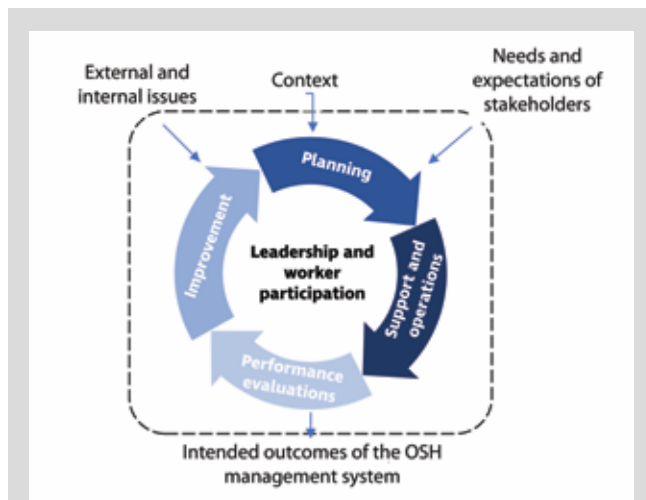 External and
internal issues
Context
Needs and
expectations of
stakeholders
Planning
Support and
operations
Performance
evaluations
Improvement
Leadership and
worker
participation
Intended outcomes of the OSH
management system